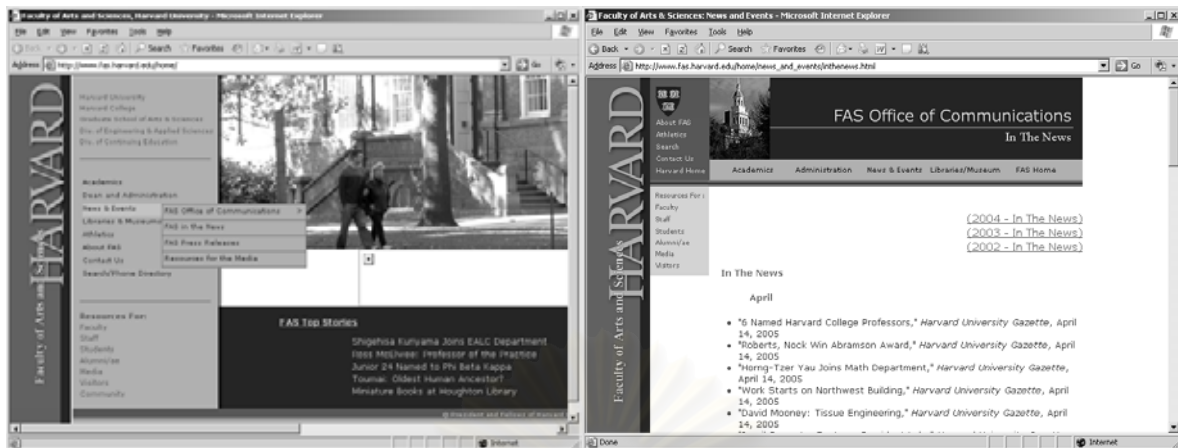 Faculty of Arts and Sciences, Harvard University - Microsoft Internet Explorer
File Edit View Favorites Tools Help
Back Search Favorites
Address http://www.fas.harvard.edu/home/ Go
HARVARD
Faculty of Arts and Sciences
Harvard University
Harvard College
Graduate School of Arts & Sciences
Div. of Engineering & Applied Sciences
Div. of Continuing Education
Academics
Dean and Administration
News & Events
Libraries & Museums
Athletics
About FAS
Contact Us
Search/Phone Directory
FAS Office of Communications >
FAS in the News
FAS Press Releases
Resources for the Media
Resources For:
Faculty
Staff
Students
Alumni/ae
Media
Visitors
Community
FAS Top Stories
Shigehisa Kuriyama Joins EALC Department
Ross McElwee: Professor of the Practice
Junior 24 Named to Phi Beta Kappa
Toumai: Oldest Human Ancestor?
Miniature Books at Houghton Library
© President and Fellows of Harvard
Internet
Faculty of Arts & Sciences: News and Events - Microsoft Internet Explorer
File Edit View Favorites Tools Help
Back Search Favorites
Address http://www.fas.harvard.edu/home/news_and_events/inthenews.html Go
HARVARD
Faculty of Arts and Sciences
About FAS
Athletics
Search
Contact Us
Harvard Home
FAS Office of Communications
In The News
Academics Administration News & Events Libraries/Museum FAS Home
Resources For:
Faculty
Staff
Students
Alumni/ae
Media
Visitors
(2004 - In The News)
(2003 - In The News)
(2002 - In The News)
In The News
April
• "6 Named Harvard College Professors," Harvard University Gazette, April
14, 2005
• "Roberts, Nock Win Abramson Award," Harvard University Gazette, April
14, 2005
• "Horng-Tzer Yau Joins Math Department," Harvard University Gazette,
April 14, 2005
• "Work Starts on Northwest Building," Harvard University Gazette, April
14, 2005
• "David Mooney: Tissue Engineering," Harvard University Gazette, April
14, 2005
Done Internet